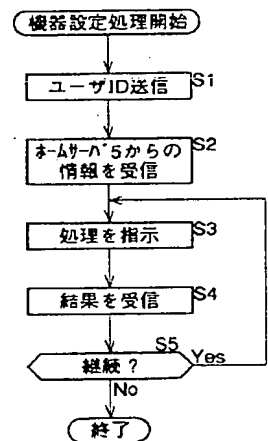 機器設定処理開始
ユーザID送信
S1
ホームサーバ5からの
情報を受信
S2
処理を指示
S3
結果を受信
S4
S5
継続?
Yes
No
終了